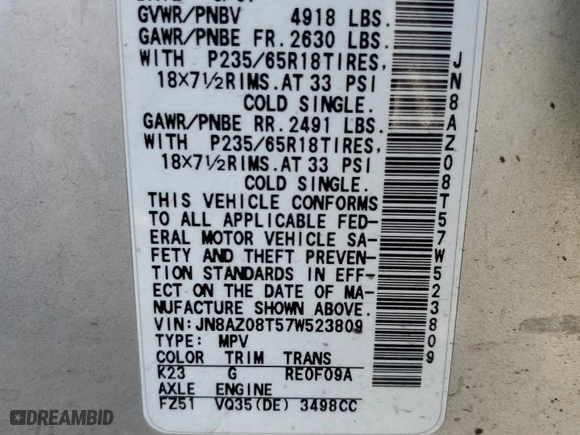 GVWR/PNBV 4918 LBS.
GAWR/PNBE FR. 2630 LBS.
WITH P235/65R18TIRES,
18×7½RIMS. AT 33 PSI
COLD SINGLE.
GAWR/PNBE RR. 2491 LBS.
WITH P235/65R18TIRES,
18×7½RIMS. AT 33 PSI
COLD SINGLE.
THIS VEHICLE CONFORMS
TO ALL APPLICABLE FED-
ERAL MOTOR VEHICLE SA-
FETY AND THEFT PREVEN-
TION STANDARDS IN EFF-
ECT ON THE DATE OF MA-
NUFACTURE SHOWN ABOVE.
VIN: JN8AZ08T57W523809
TYPE: MPV
COLOR TRIM TRANS
K23 G RE0F09A
AXLE ENGINE
FZ51 VQ35(DE) 3498CC
JN8AZ08T57W523809
DREAMBID